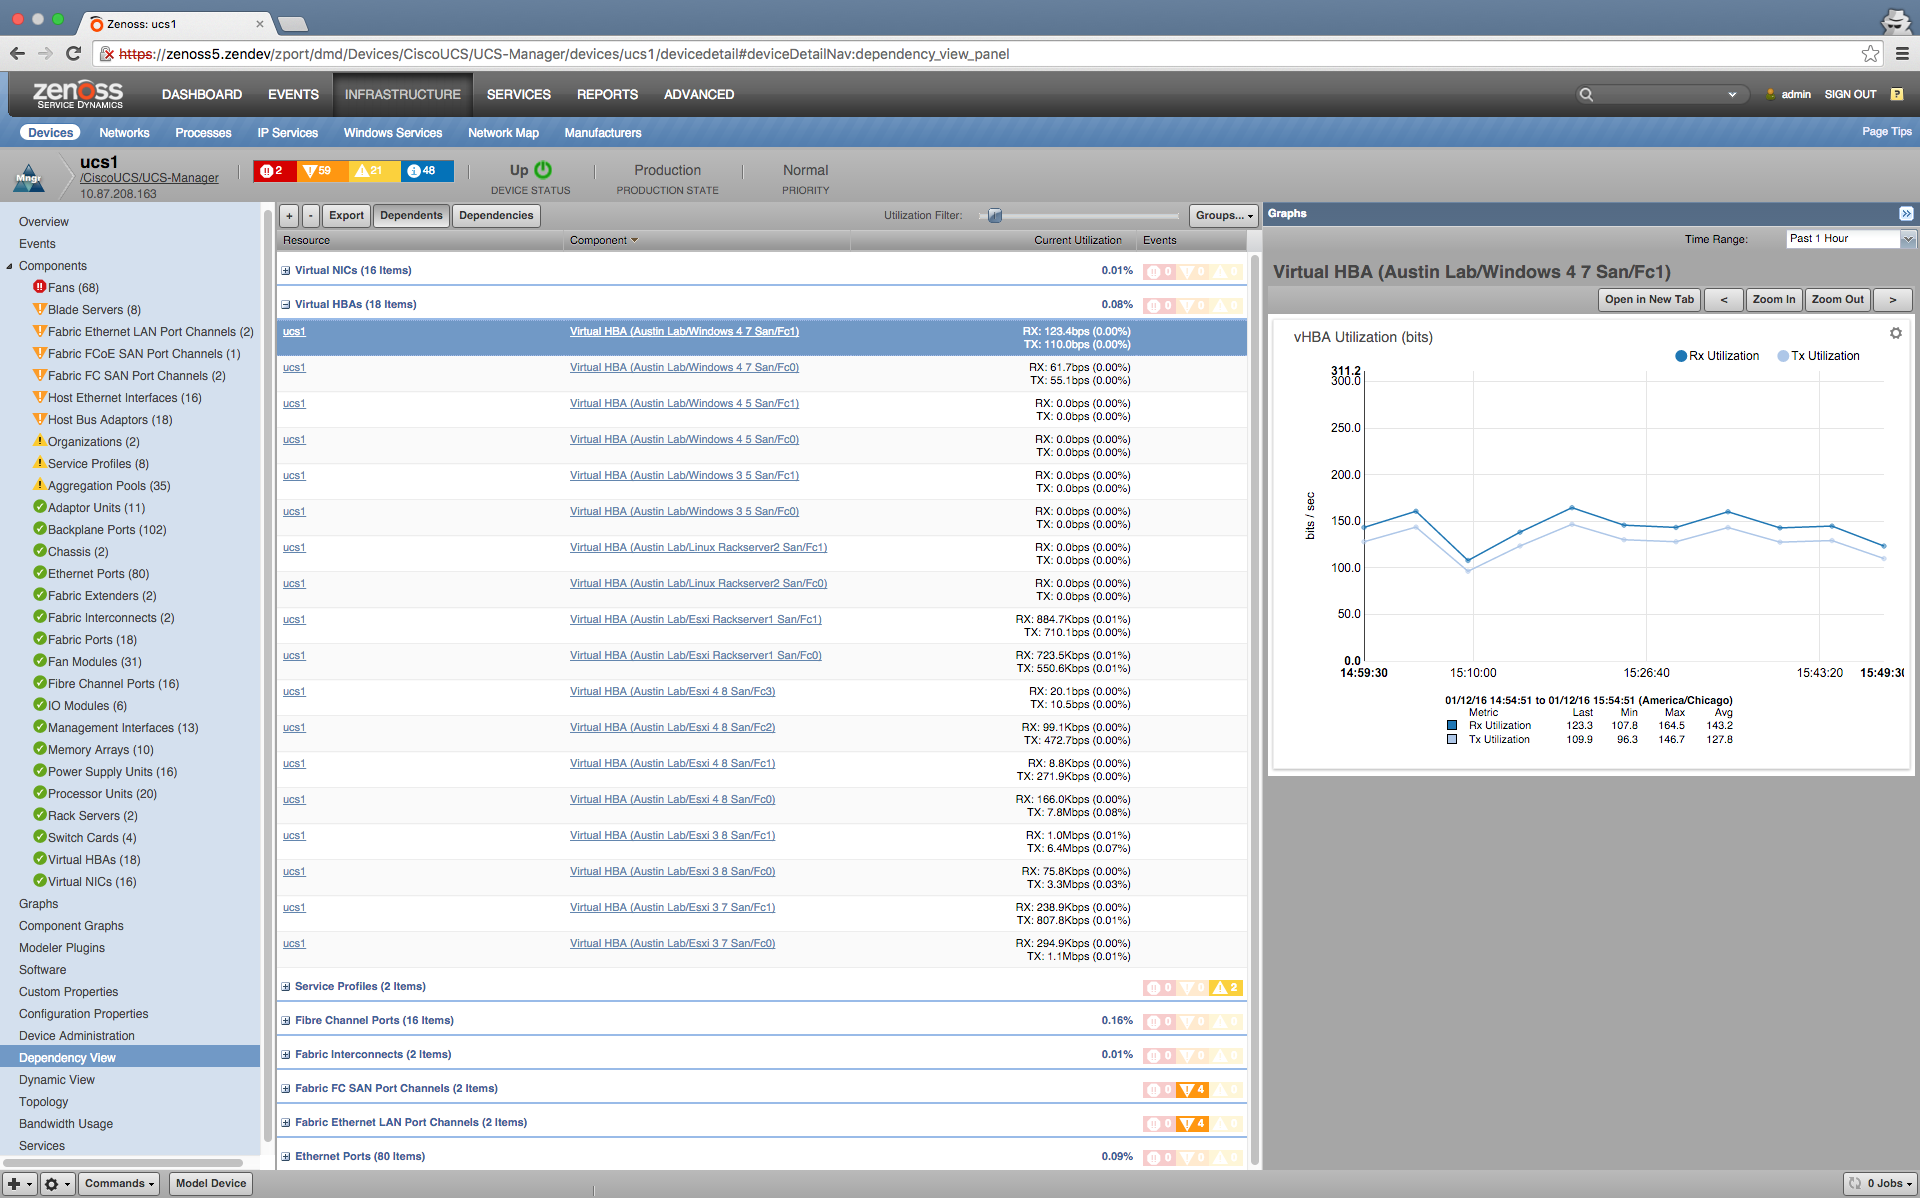 Zenoss: ucs1
https://zenoss5.zendev/zport/dmd/Devices/CiscoUCS/UCS-Manager/devices/ucs1/devicedetail#deviceDetailNav:dependency_view_panel
zenoss
SERVICE DYNAMICS
DASHBOARD EVENTS INFRASTRUCTURE SERVICES REPORTS ADVANCED
admin SIGN OUT ?
Devices Networks Processes IP Services Windows Services Network Map Manufacturers
Page Tips
Mngr
ucs1
/CiscoUCS/UCS-Manager
10.87.208.163
2 59 21 48
Up
DEVICE STATUS
Production
PRODUCTION STATE
Normal
PRIORITY
Overview
Events
Components
Fans (68)
Blade Servers (8)
Fabric Ethernet LAN Port Channels (2)
Fabric FCoE SAN Port Channels (1)
Fabric FC SAN Port Channels (2)
Host Ethernet Interfaces (16)
Host Bus Adaptors (18)
Organizations (2)
Service Profiles (8)
Aggregation Pools (35)
Adaptor Units (11)
Backplane Ports (102)
Chassis (2)
Ethernet Ports (80)
Fabric Extenders (2)
Fabric Interconnects (2)
Fabric Ports (18)
Fan Modules (31)
Fibre Channel Ports (16)
IO Modules (6)
Management Interfaces (13)
Memory Arrays (10)
Power Supply Units (16)
Processor Units (20)
Rack Servers (2)
Switch Cards (4)
Virtual HBAs (18)
Virtual NICs (16)
Graphs
Component Graphs
Modeler Plugins
Software
Custom Properties
Configuration Properties
Device Administration
Dependency View
Dynamic View
Topology
Bandwidth Usage
Services
+ - Export Dependents Dependencies
Utilization Filter:
Groups...
Resource Component Current Utilization Events
Virtual NICs (16 Items) 0.01% 0 0 0
Virtual HBAs (18 Items) 0.08% 0 0 0
ucs1 Virtual HBA (Austin Lab/Windows 4 7 San/Fc1) RX: 123.4bps (0.00%)
TX: 110.0bps (0.00%)
ucs1 Virtual HBA (Austin Lab/Windows 4 7 San/Fc0) RX: 61.7bps (0.00%)
TX: 55.1bps (0.00%)
ucs1 Virtual HBA (Austin Lab/Windows 4 5 San/Fc1) RX: 0.0bps (0.00%)
TX: 0.0bps (0.00%)
ucs1 Virtual HBA (Austin Lab/Windows 4 5 San/Fc0) RX: 0.0bps (0.00%)
TX: 0.0bps (0.00%)
ucs1 Virtual HBA (Austin Lab/Windows 3 5 San/Fc1) RX: 0.0bps (0.00%)
TX: 0.0bps (0.00%)
ucs1 Virtual HBA (Austin Lab/Windows 3 5 San/Fc0) RX: 0.0bps (0.00%)
TX: 0.0bps (0.00%)
ucs1 Virtual HBA (Austin Lab/Linux Rackserver2 San/Fc1) RX: 0.0bps (0.00%)
TX: 0.0bps (0.00%)
ucs1 Virtual HBA (Austin Lab/Linux Rackserver2 San/Fc0) RX: 0.0bps (0.00%)
TX: 0.0bps (0.00%)
ucs1 Virtual HBA (Austin Lab/Esxi Rackserver1 San/Fc1) RX: 884.7Kbps (0.01%)
TX: 710.1bps (0.00%)
ucs1 Virtual HBA (Austin Lab/Esxi Rackserver1 San/Fc0) RX: 723.5Kbps (0.01%)
TX: 550.6Kbps (0.01%)
ucs1 Virtual HBA (Austin Lab/Esxi 4 8 San/Fc3) RX: 20.1bps (0.00%)
TX: 10.5bps (0.00%)
ucs1 Virtual HBA (Austin Lab/Esxi 4 8 San/Fc2) RX: 99.1Kbps (0.00%)
TX: 472.7bps (0.00%)
ucs1 Virtual HBA (Austin Lab/Esxi 4 8 San/Fc1) RX: 8.8Kbps (0.00%)
TX: 271.9Kbps (0.00%)
ucs1 Virtual HBA (Austin Lab/Esxi 4 8 San/Fc0) RX: 166.0Kbps (0.00%)
TX: 7.8Mbps (0.08%)
ucs1 Virtual HBA (Austin Lab/Esxi 3 8 San/Fc1) RX: 1.0Mbps (0.01%)
TX: 6.4Mbps (0.07%)
ucs1 Virtual HBA (Austin Lab/Esxi 3 8 San/Fc0) RX: 75.8Kbps (0.00%)
TX: 3.3Mbps (0.03%)
ucs1 Virtual HBA (Austin Lab/Esxi 3 7 San/Fc1) RX: 238.9Kbps (0.00%)
TX: 807.8Kbps (0.01%)
ucs1 Virtual HBA (Austin Lab/Esxi 3 7 San/Fc0) RX: 294.9Kbps (0.00%)
TX: 1.1Mbps (0.01%)
Service Profiles (2 Items) 0 0 2
Fibre Channel Ports (16 Items) 0.16% 0 0 0
Fabric Interconnects (2 Items) 0.01% 0 0 0
Fabric FC SAN Port Channels (2 Items) 0 4 0
Fabric Ethernet LAN Port Channels (2 Items) 0 4 0
Ethernet Ports (80 Items) 0.09% 0 0 0
Graphs
Time Range: Past 1 Hour
Virtual HBA (Austin Lab/Windows 4 7 San/Fc1)
Open in New Tab < Zoom In Zoom Out >
vHBA Utilization (bits)
Rx Utilization Tx Utilization
311.2
300.0
250.0
200.0
150.0
100.0
50.0
0.0
bits / sec
14:59:30 15:10:00 15:26:40 15:43:20 15:49:30
01/12/16 14:54:51 to 01/12/16 15:54:51 (America/Chicago)
Metric Last Min Max Avg
Rx Utilization 123.3 107.8 164.5 143.2
Tx Utilization 109.9 96.3 146.7 127.8
Commands Model Device
0 Jobs